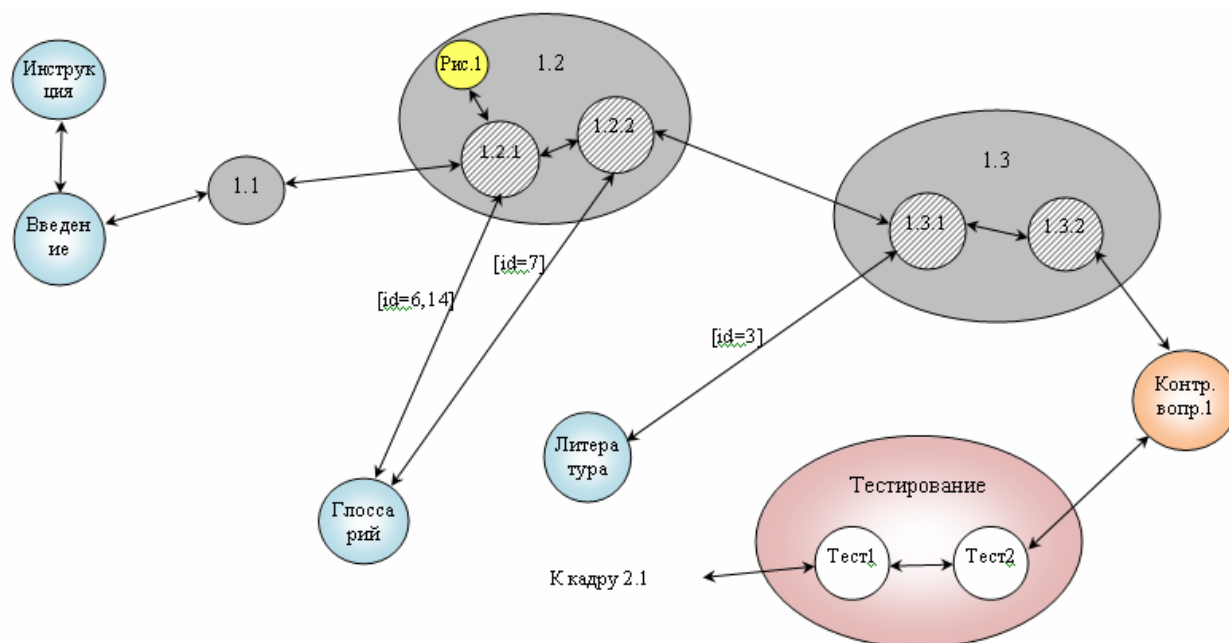 Инструк
ция
Введен
ие
1.1
1.2
Рис.1
1.2.1
1.2.2
1.3
1.3.1
1.3.2
[id=7]
[id=6,14]
[id=3]
Контр.
вопр.1
Литера
тура
Глосса
рий
Тестирование
Тест1
Тест2
К кадру 2.1